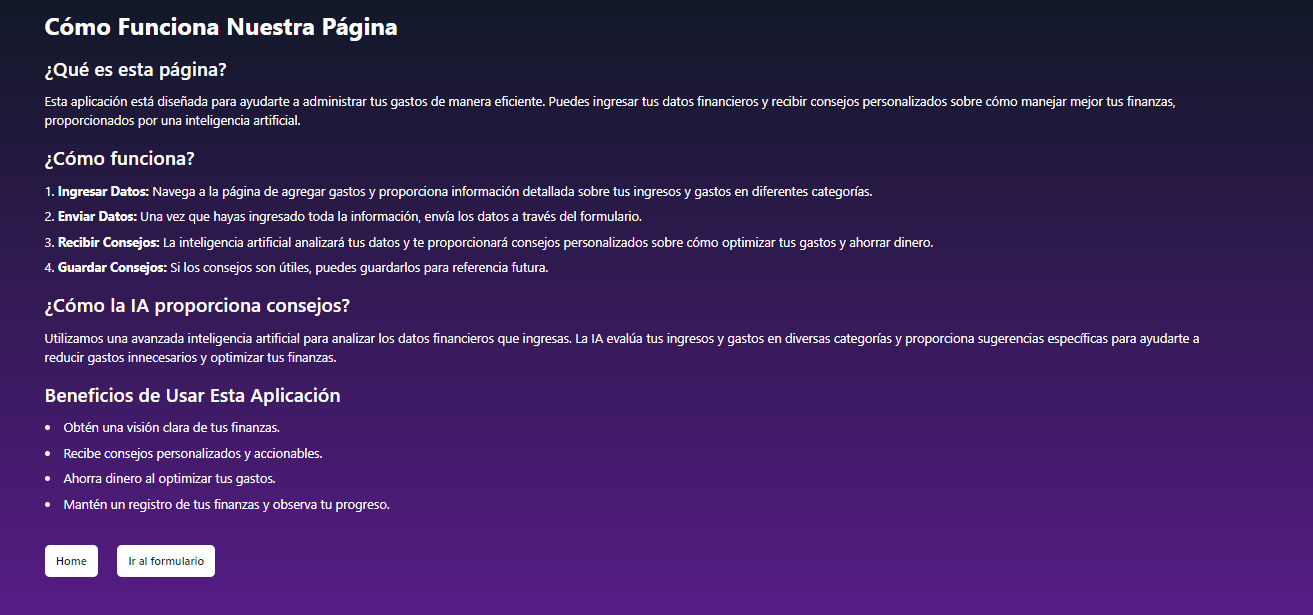 Cómo Funciona Nuestra Página
¿Qué es esta página?
Esta aplicación está diseñada para ayudarte a administrar tus gastos de manera eficiente. Puedes ingresar tus datos financieros y recibir consejos personalizados sobre cómo manejar mejor tus finanzas,
proporcionados por una inteligencia artificial.
¿Cómo funciona?
1. Ingresar Datos: Navega a la página de agregar gastos y proporciona información detallada sobre tus ingresos y gastos en diferentes categorías.
2. Enviar Datos: Una vez que hayas ingresado toda la información, envía los datos a través del formulario.
3. Recibir Consejos: La inteligencia artificial analizará tus datos y te proporcionará consejos personalizados sobre cómo optimizar tus gastos y ahorrar dinero.
4. Guardar Consejos: Si los consejos son útiles, puedes guardarlos para referencia futura.
¿Cómo la IA proporciona consejos?
Utilizamos una avanzada inteligencia artificial para analizar los datos financieros que ingresas. La IA evalúa tus ingresos y gastos en diversas categorías y proporciona sugerencias específicas para ayudarte a
reducir gastos innecesarios y optimizar tus finanzas.
Beneficios de Usar Esta Aplicación
• Obtén una visión clara de tus finanzas.
• Recibe consejos personalizados y accionables.
• Ahorra dinero al optimizar tus gastos.
• Mantén un registro de tus finanzas y observa tu progreso.
Home Ir al formulario